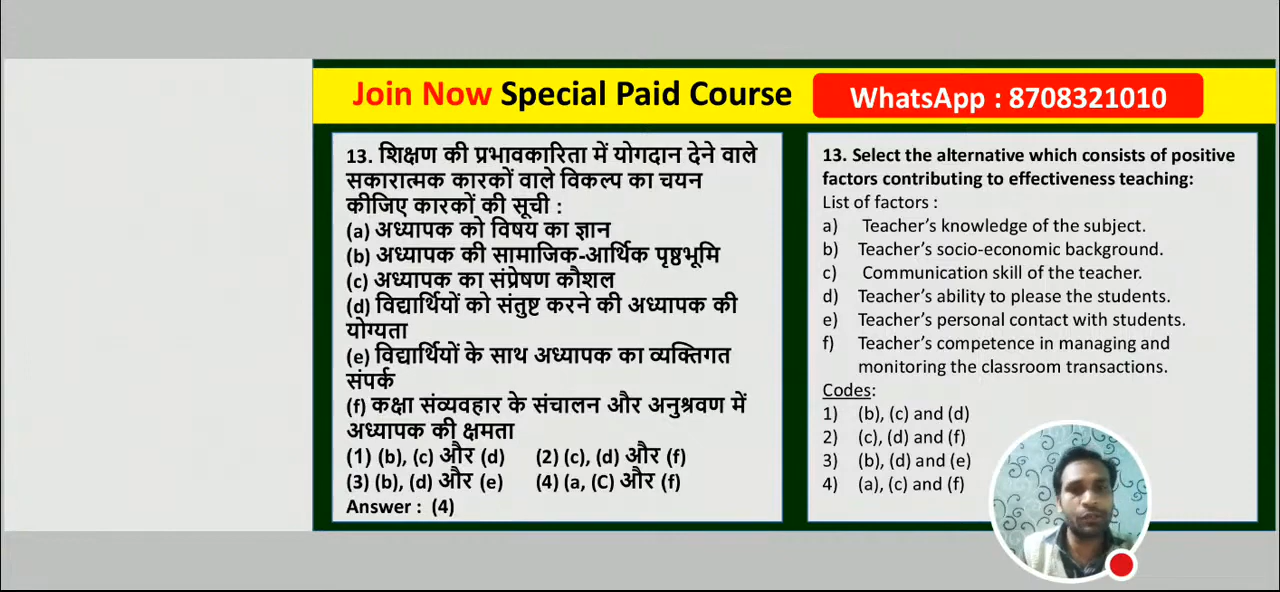 Join Now Special Paid Course
WhatsApp : 8708321010
13. शिक्षण की प्रभावकारिता में योगदान देने वाले
सकारात्मक कारकों वाले विकल्प का चयन
कीजिए कारकों की सूची :
(a) अध्यापक को विषय का ज्ञान
(b) अध्यापक की सामाजिक-आर्थिक पृष्ठभूमि
(c) अध्यापक का संप्रेषण कौशल
(d) विद्यार्थियों को संतुष्ट करने की अध्यापक की
योग्यता
(e) विद्यार्थियों के साथ अध्यापक का व्यक्तिगत
संपर्क
(f) कक्षा संव्यवहार के संचालन और अनुश्रवण में
अध्यापक की क्षमता
(1) (b), (c) और (d) (2) (c), (d) और (f)
(3) (b), (d) और (e) (4) (a), (C) और (f)
Answer : (4)
13. Select the alternative which consists of positive
factors contributing to effectiveness teaching:
List of factors :
a) Teacher’s knowledge of the subject.
b) Teacher’s socio-economic background.
c) Communication skill of the teacher.
d) Teacher’s ability to please the students.
e) Teacher’s personal contact with students.
f) Teacher’s competence in managing and
monitoring the classroom transactions.
Codes:
1) (b), (c) and (d)
2) (c), (d) and (f)
3) (b), (d) and (e)
4) (a), (c) and (f)